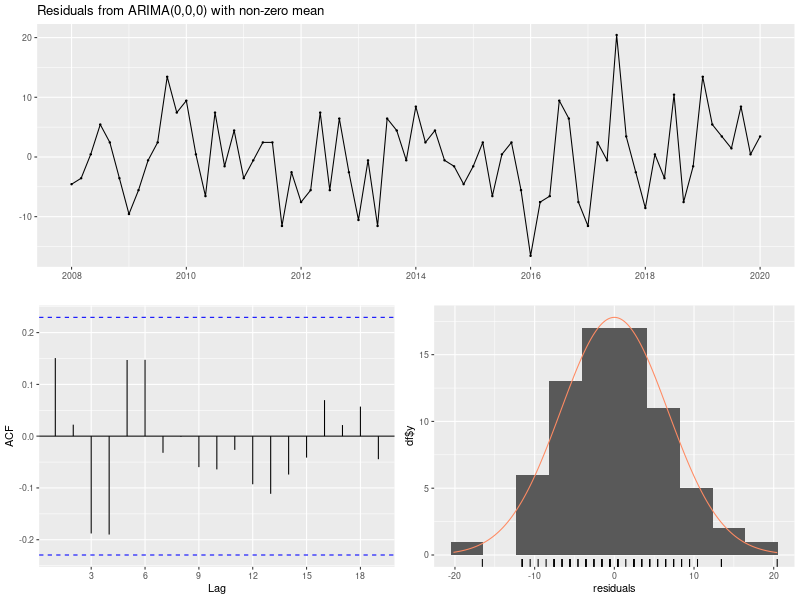 Residuals from ARIMA(0,0,0) with non-zero mean
20
10
0
-10
2008 2010 2012 2014 2016 2018 2020
ACF
0.2
0.1
0.0
-0.1
-0.2
3 6 9 12 15 18
Lag
df$y
15
10
5
0
-20 -10 0 10 20
residuals